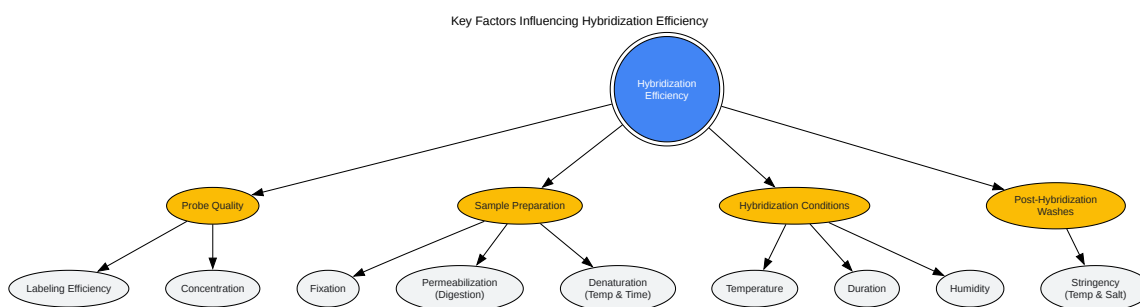 Key Factors Influencing Hybridization Efficiency
Hybridization
Efficiency
Probe Quality
Sample Preparation
Hybridization Conditions
Post-Hybridization
Washes
Labeling Efficiency
Concentration
Fixation
Permeabilization
(Digestion)
Denaturation
(Temp & Time)
Temperature
Duration
Humidity
Stringency
(Temp & Salt)